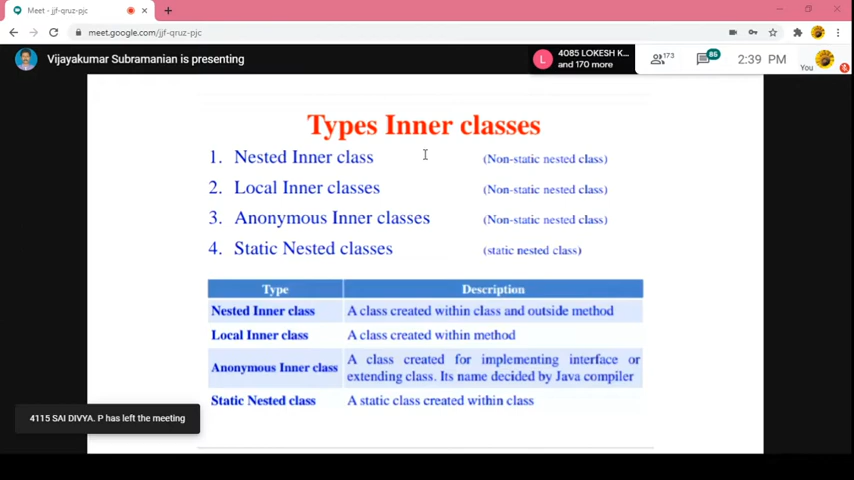 Meet - jjf-qruz-pjc
meet.google.com/jjf-qruz-pjc
Vijayakumar Subramanian is presenting
L
4085 LOKESH K...
and 170 more
173
86
2:39 PM
You
Types Inner classes
1. Nested Inner class (Non-static nested class)
2. Local Inner classes (Non-static nested class)
3. Anonymous Inner classes (Non-static nested class)
4. Static Nested classes (static nested class)
Type Description
Nested Inner class A class created within class and outside method
Local Inner class A class created within method
Anonymous Inner class A class created for implementing interface or
extending class. Its name decided by Java compiler
Static Nested class A static class created within class
4115 SAI DIVYA. P has left the meeting